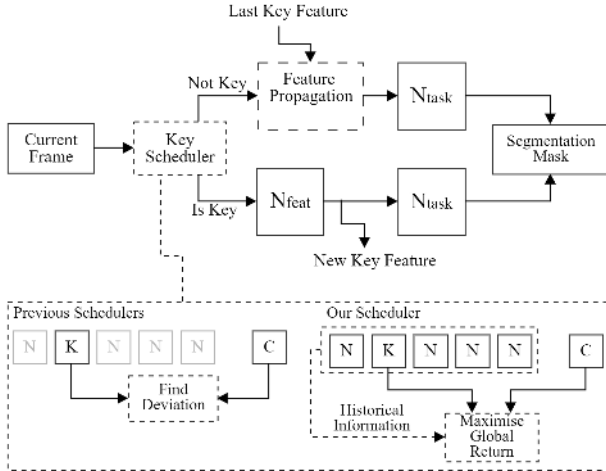 Last Key Feature
Not Key
Feature
Propagation
Ntask
Current
Frame
Key
Scheduler
Segmentation
Mask
Is Key
Nfeat
Ntask
New Key Feature
Previous Schedulers
N K N N N C
Find
Deviation
Our Scheduler
N K N N N C
Historical
Information
Maximise
Global
Return